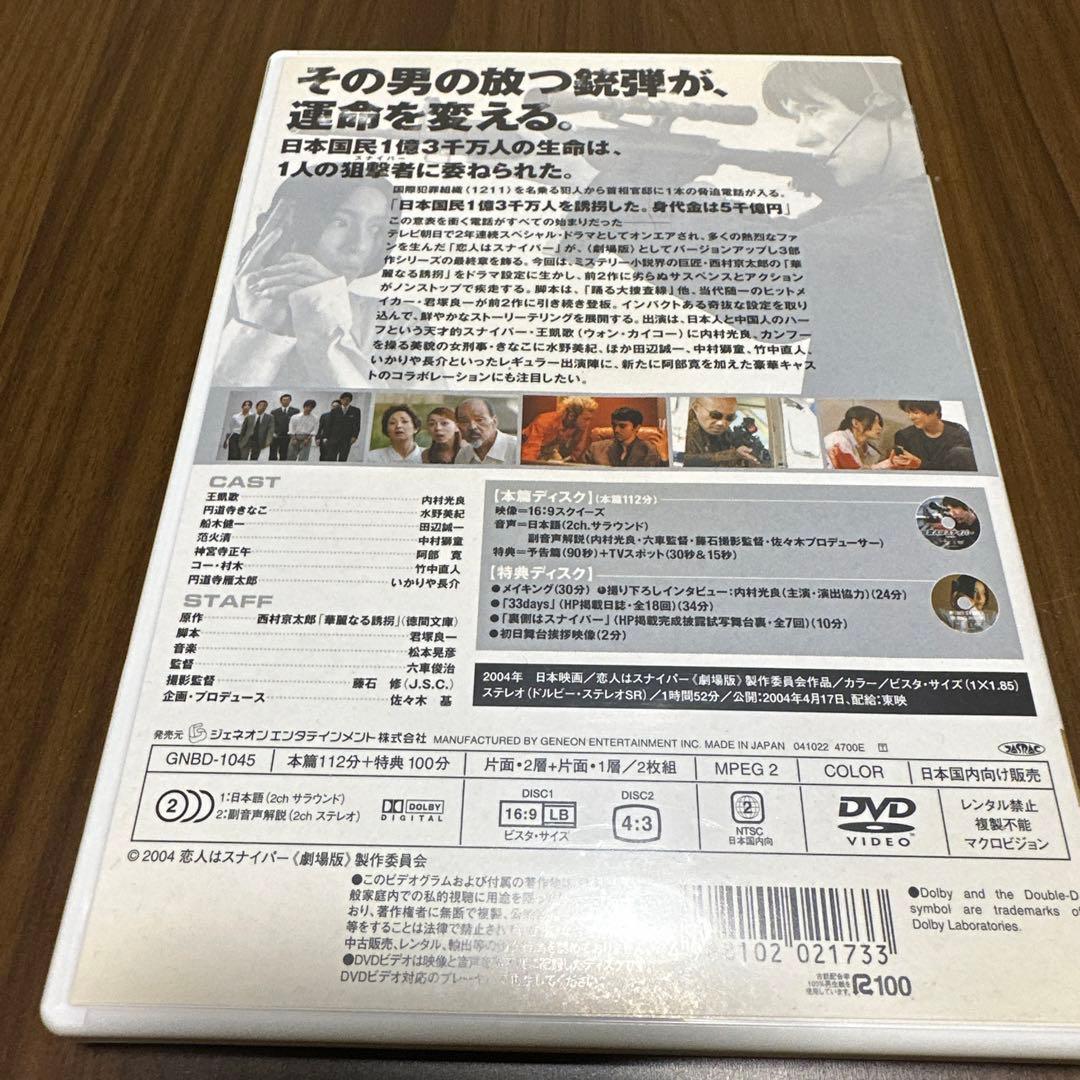 その男の放つ銃弾が、
運命を変える。
日本国民1億3千万人の生命は、
スナイパー
1人の狙撃者に委ねられた。
国際犯罪組織〈1211〉を名乗る犯人から首相官邸に1本の脅迫電話が入る。
「日本国民1億3千万人を誘拐した。身代金は5千億円」
この意表を衝く電話がすべての始まりだった
テレビ朝日で2年連続スペシャル・ドラマとしてオンエアされ、多くの熱烈なファ
ンを生んだ「恋人はスナイパー」が、〈劇場版〉としてバージョンアップし3部
作シリーズの最終章を飾る。今回は、ミステリー小説界の巨匠・西村京太郎の「華
麗なる誘拐」をドラマ設定に生かし、前2作に劣らぬサスペンスとアクション
がノンストップで疾走する。脚本は、「踊る大捜査線」他、当代随一のヒットメ
イカー・君塚良一が前2作に引き続き登板。インパクトある奇抜な設定を取り
込んで、鮮やかなストーリーテリングを展開する。出演は、日本人と中国人のハー
フという天才的スナイパー・王凱歌（ウォン・カイコー）に内村光良、カンフー
を操る美貌の女刑事・きなこに水野美紀、ほか田辺誠一、中村獅童、竹中直人、
いかりや長介といったレギュラー出演陣に、新たに阿部寛を加えた豪華キャス
トのコラボレーションにも注目したい。
CAST
王凱歌 内村光良
円道寺きなこ 水野美紀
船木健一 田辺誠一
范火清 中村獅童
神宮寺正午 阿部 寛
コー・村木 竹中直人
円道寺雁太郎 いかりや長介
STAFF
原作 西村京太郎「華麗なる誘拐」（徳間文庫）
脚本 君塚良一
音楽 松本晃彦
監督 六車俊治
撮影監督 藤石 修（J.S.C.）
企画・プロデュース 佐々木 基
【本篇ディスク】（本篇112分）
映像=16:9スクイーズ
音声=日本語（2ch.サラウンド）
副音声解説（内村光良・六車監督・藤石撮影監督・佐々木プロデューサー）
特典=予告篇（90秒）+TVスポット（30秒&15秒）
【特典ディスク】
●メイキング（30分） ●撮り下ろしインタビュー：内村光良（主演・演出協力）（24分）
●「33days」（HP掲載日誌・全18回）（34分）
●「裏側はスナイパー」（HP掲載完成披露試写舞台裏・全7回）（10分）
●初日舞台挨拶映像（2分）
2004年 日本映画／恋人はスナイパー《劇場版》製作委員会作品／カラー／ビスタ・サイズ（1×1.85）
ステレオ（ドルビー・ステレオSR）／1時間52分／公開：2004年4月17日、配給：東映
発売元 ジェネオン エンタテインメント株式会社 MANUFACTURED BY GENEON ENTERTAINMENT INC. MADE IN JAPAN 041022 4700E
JASRAC
GNBD-1045 本篇112分+特典100分 片面・2層+片面・1層／2枚組 MPEG 2 COLOR 日本国内向け販売
2 1:日本語（2ch サラウンド）
2:副音声解説（2ch ステレオ）
DOLBY
DIGITAL
DISC1
16:9 LB
ビスタ・サイズ
DISC2
4:3
2
NTSC
日本国内向
DVD
VIDEO
レンタル禁止
複製不能
マクロビジョン
© 2004 恋人はスナイパー《劇場版》製作委員会
●このビデオグラムおよび付属の著作物は
般家庭内での私的視聴に用途を限
おり、著作権者に無断で複製、
等をすることは法律で禁止され
中古販売、レンタル、輸出等の
●DVDビデオは映像と音声を
DVDビデオ対応のプレーヤー
102 021733
●Dolby and the Double-D
symbol are trademarks of
Dolby Laboratories.
古紙配合率
100%再生紙を
使用しています。
R100